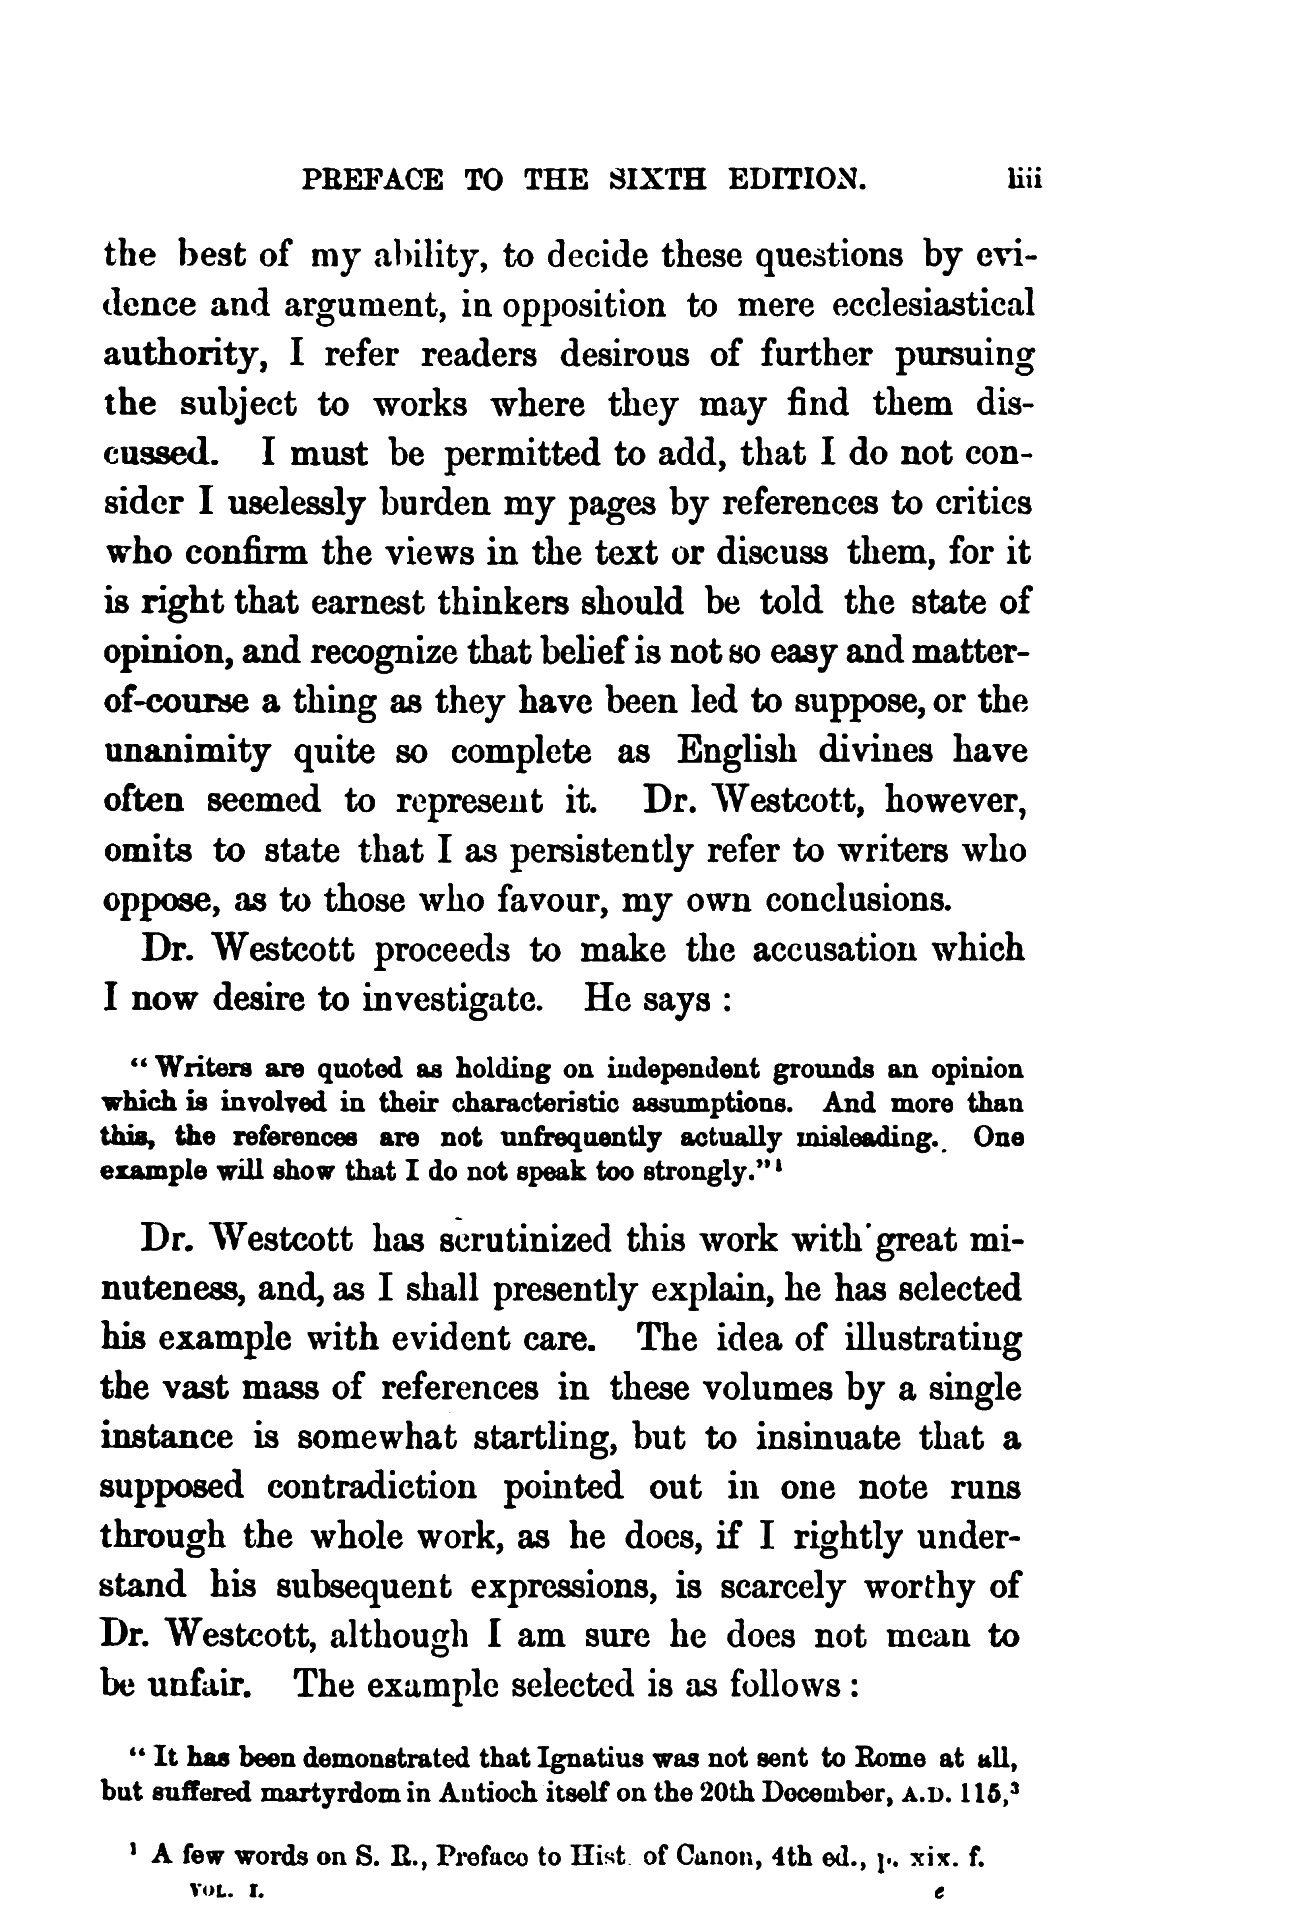 PREFACE TO THE SIXTH EDITION. liii
the best of my ability, to decide these questions by evi-
dence and argument, in opposition to mere ecclesiastical
authority, I refer readers desirous of further pursuing
the subject to works where they may find them dis-
cussed. I must be permitted to add, that I do not con-
sider I uselessly burden my pages by references to critics
who confirm the views in the text or discuss them, for it
is right that earnest thinkers should be told the state of
opinion, and recognize that belief is not so easy and matter-
of-course a thing as they have been led to suppose, or the
unanimity quite so complete as English divines have
often seemed to represent it. Dr. Westcott, however,
omits to state that I as persistently refer to writers who
oppose, as to those who favour, my own conclusions.
Dr. Westcott proceeds to make the accusation which
I now desire to investigate. He says :
“ Writers are quoted as holding on independent grounds an opinion
which is involved in their characteristic assumptions. And more than
this, the references are not unfrequently actually misleading. One
example will show that I do not speak too strongly.”¹
Dr. Westcott has scrutinized this work with great mi-
nuteness, and, as I shall presently explain, he has selected
his example with evident care. The idea of illustrating
the vast mass of references in these volumes by a single
instance is somewhat startling, but to insinuate that a
supposed contradiction pointed out in one note runs
through the whole work, as he does, if I rightly under-
stand his subsequent expressions, is scarcely worthy of
Dr. Westcott, although I am sure he does not mean to
be unfair. The example selected is as follows :
“ It has been demonstrated that Ignatius was not sent to Rome at all,
but suffered martyrdom in Antioch itself on the 20th December, A.D. 115,³
¹ A few words on S. R., Preface to Hist. of Canon, 4th ed., p. xix. f.
VOL. I. e